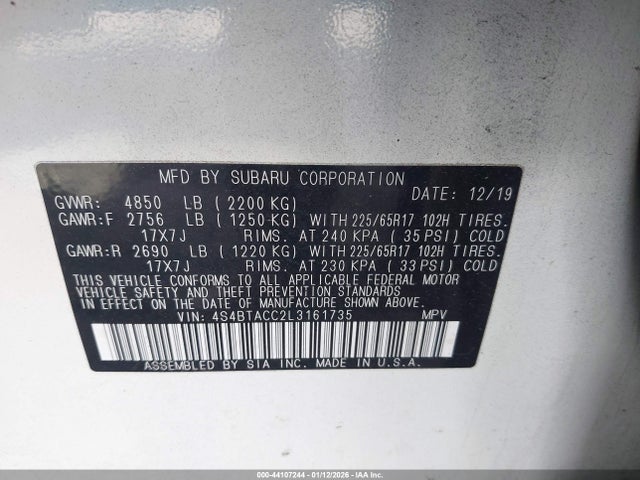 MFD BY SUBARU CORPORATION
DATE: 12/19
GVWR: 4850 LB (2200 KG)
GAWR:F 2756 LB (1250 KG) WITH 225/65R17 102H TIRES.
17X7J RIMS. AT 240 KPA (35 PSI) COLD
GAWR:R 2690 LB (1220 KG) WITH 225/65R17 102H TIRES.
17X7J RIMS. AT 230 KPA (33 PSI) COLD
THIS VEHICLE CONFORMS TO ALL APPLICABLE FEDERAL MOTOR
VEHICLE SAFETY AND THEFT PREVENTION STANDARDS
IN EFFECT ON THE DATE OF MANUFACTURE SHOWN ABOVE.
VIN: 4S4BTACC2L3161735 MPV
ASSEMBLED BY SIA INC. MADE IN U.S.A.
000-44107244 - 01/12/2026 - IAAI.COM